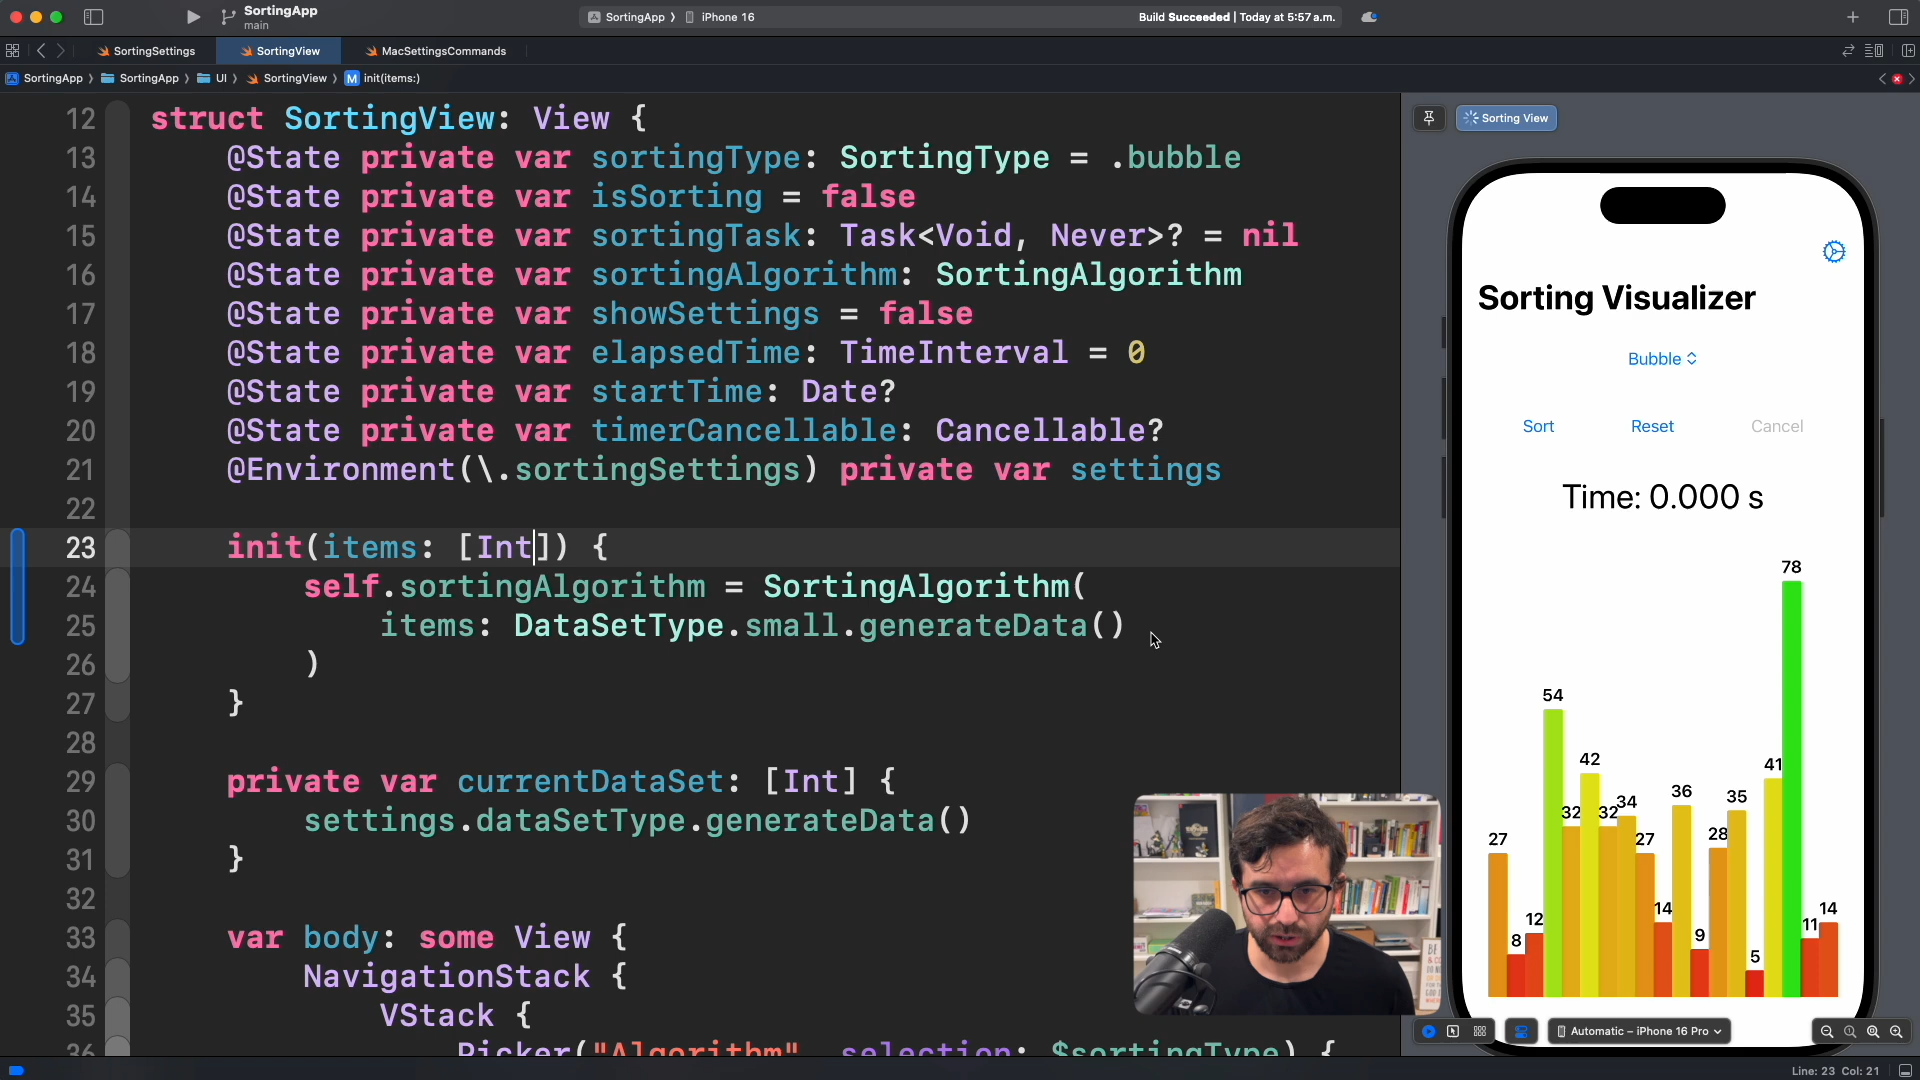 SortingApp
main
SortingApp 〉 iPhone 16
Build Succeeded | Today at 5:57 a.m.
SortingSettings
SortingView
MacSettingsCommands
SortingApp 〉 SortingApp 〉 UI 〉 SortingView 〉 M init(items:)
12 struct SortingView: View {
13 @State private var sortingType: SortingType = .bubble
14 @State private var isSorting = false
15 @State private var sortingTask: Task<Void, Never>? = nil
16 @State private var sortingAlgorithm: SortingAlgorithm
17 @State private var showSettings = false
18 @State private var elapsedTime: TimeInterval = 0
19 @State private var startTime: Date?
20 @State private var timerCancellable: Cancellable?
21 @Environment(\.sortingSettings) private var settings
22
23 init(items: [Int]) {
24 self.sortingAlgorithm = SortingAlgorithm(
25 items: DataSetType.small.generateData()
26 )
27 }
28
29 private var currentDataSet: [Int] {
30 settings.dataSetType.generateData()
31 }
32
33 var body: some View {
34 NavigationStack {
35 VStack {
36 Picker("Algorithm", selection: $sortingType) {
Sorting View
Sorting Visualizer
Bubble
Sort Reset Cancel
Time: 0.000 s
78
54
42
41
36
35
34
32
32
27
27
28
14
14
12
11
9
8
5
Automatic – iPhone 16 Pro
Line: 23 Col: 21